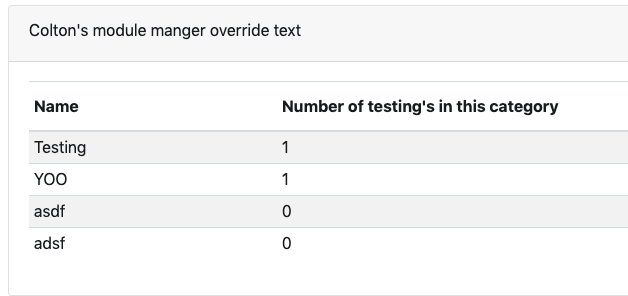 Colton's module manger override text
Name Number of testing's in this category
Testing 1
YOO 1
asdf 0
adsf 0